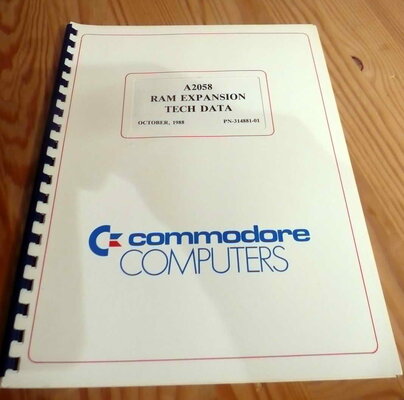 A2058
RAM EXPANSION
TECH DATA
OCTOBER, 1988 PN-314881-01
commodore
COMPUTERS